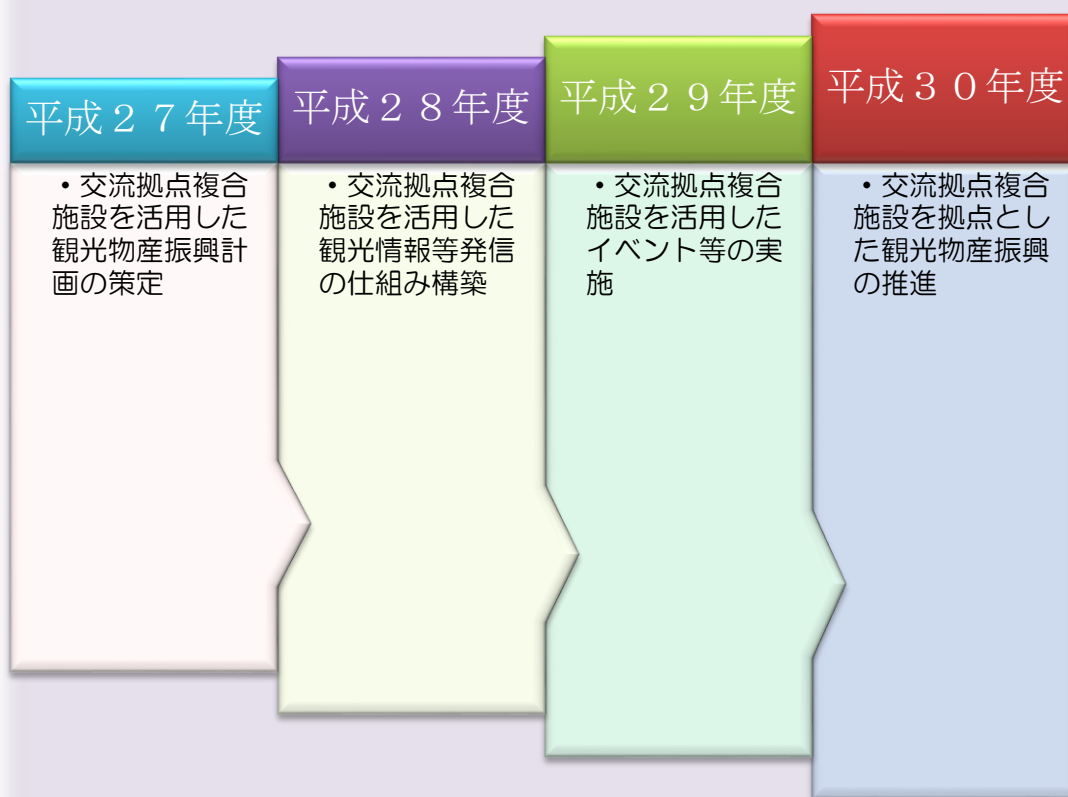 平成２７年度
・交流拠点複合
施設を活用した
観光物産振興計
画の策定
平成２８年度
・交流拠点複合
施設を活用した
観光情報等発信
の仕組み構築
平成２９年度
・交流拠点複合
施設を活用した
イベント等の実
施
平成３０年度
・交流拠点複合
施設を拠点とし
た観光物産振興
の推進